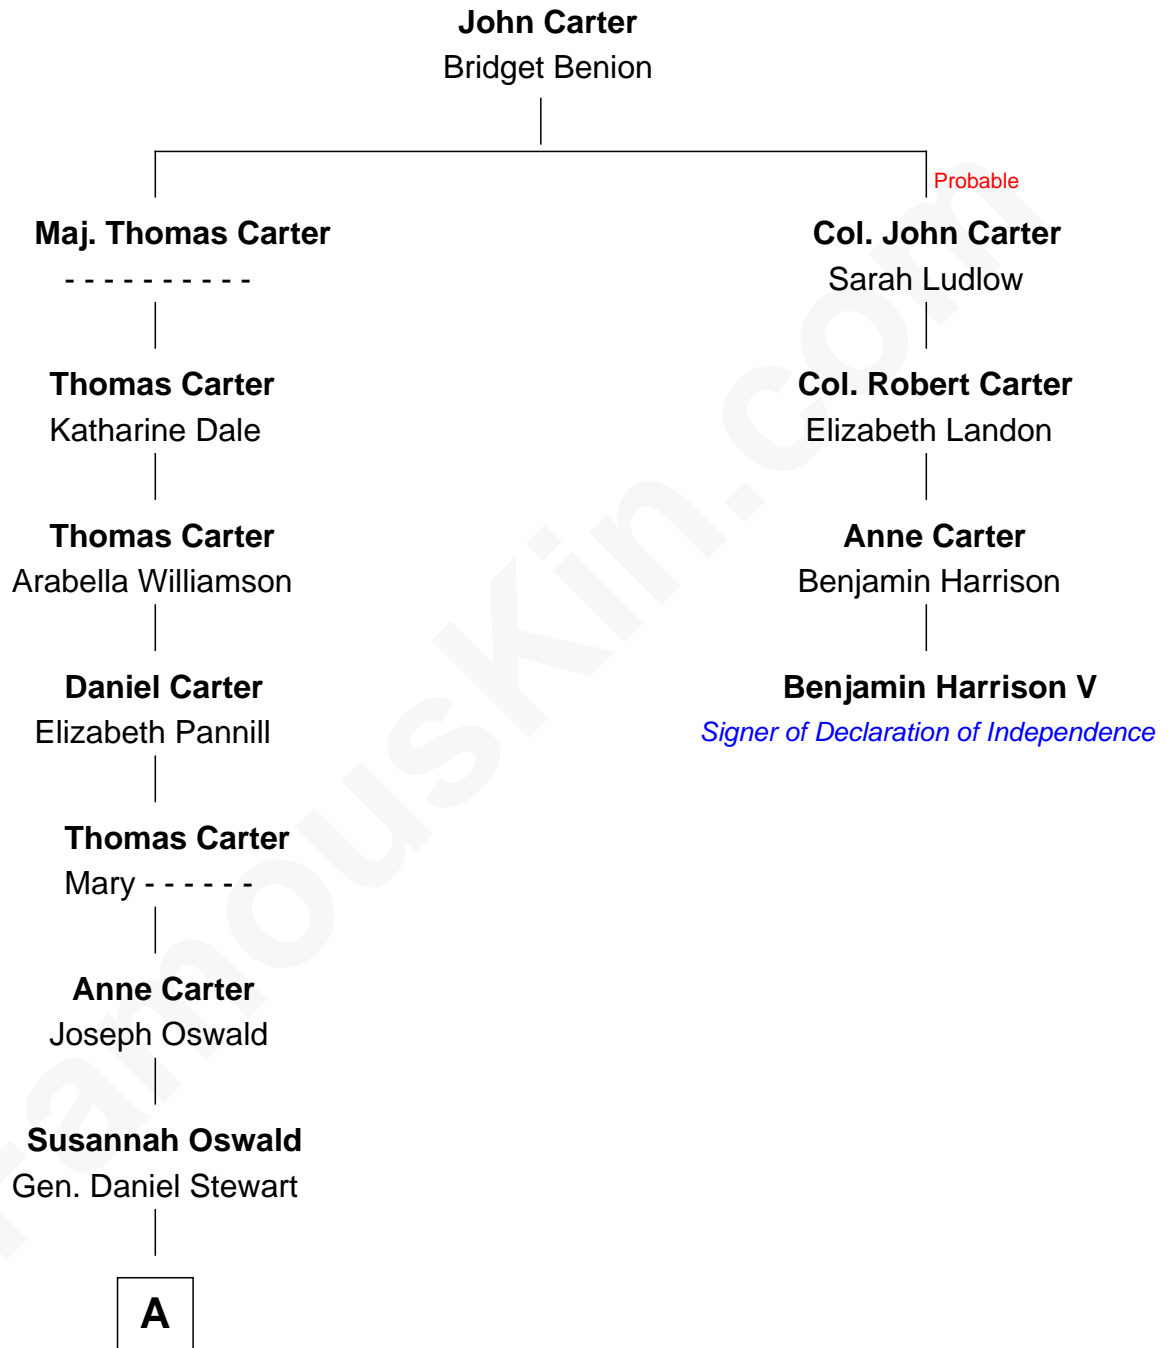 John Carter
Bridget Benion
Probable
Maj. Thomas Carter
- - - - - - - - - -
Col. John Carter
Sarah Ludlow
Thomas Carter
Katharine Dale
Col. Robert Carter
Elizabeth Landon
Thomas Carter
Arabella Williamson
Anne Carter
Benjamin Harrison
Daniel Carter
Elizabeth Pannill
Benjamin Harrison V
Signer of Declaration of Independence
Thomas Carter
Mary - - - - - -
Anne Carter
Joseph Oswald
Susannah Oswald
Gen. Daniel Stewart
A
FamousKin.com